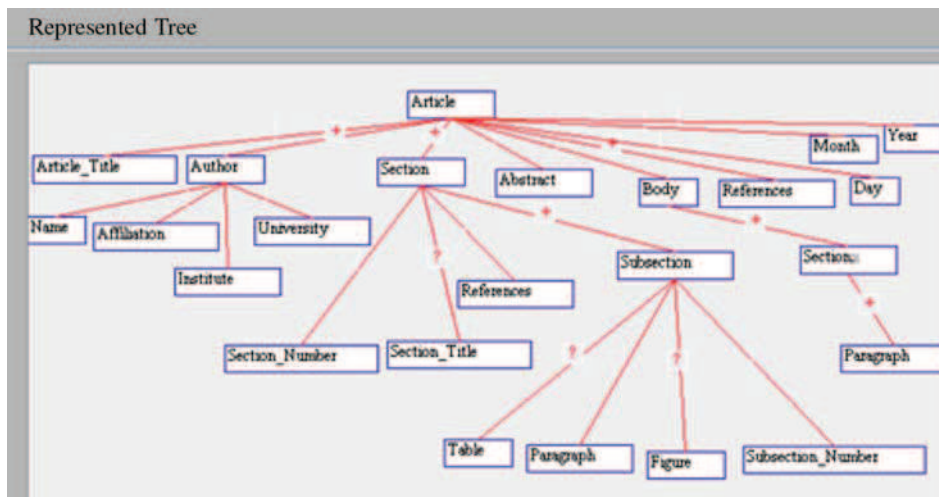 Represented Tree
Article
+ + +
Article_Title
Author
Section
Abstract
Body
References
Day
Month
Year
Name
Affiliation
University
Institute
+
+
?
Subsection
Section
References
+
Section_Number
Section_Title
Paragraph
?
?
Table
Paragraph
Figure
Subsection_Number